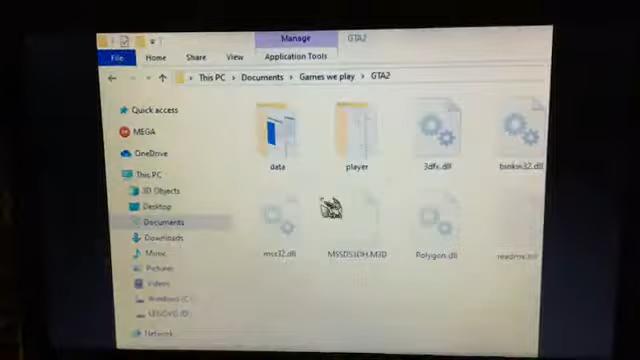 Manage
GTA2
File
Home
Share
View
Application Tools
This PC > Documents > Games we play > GTA2
Quick access
MEGA
OneDrive
This PC
3D Objects
Desktop
Documents
Downloads
Music
Pictures
Videos
Windows (C:)
LENOVO (D:)
Network
data
player
3dfx.dll
binkw32.dll
mss32.dll
MSSDS3DH.M3D
Polygon.dll
readme.txt